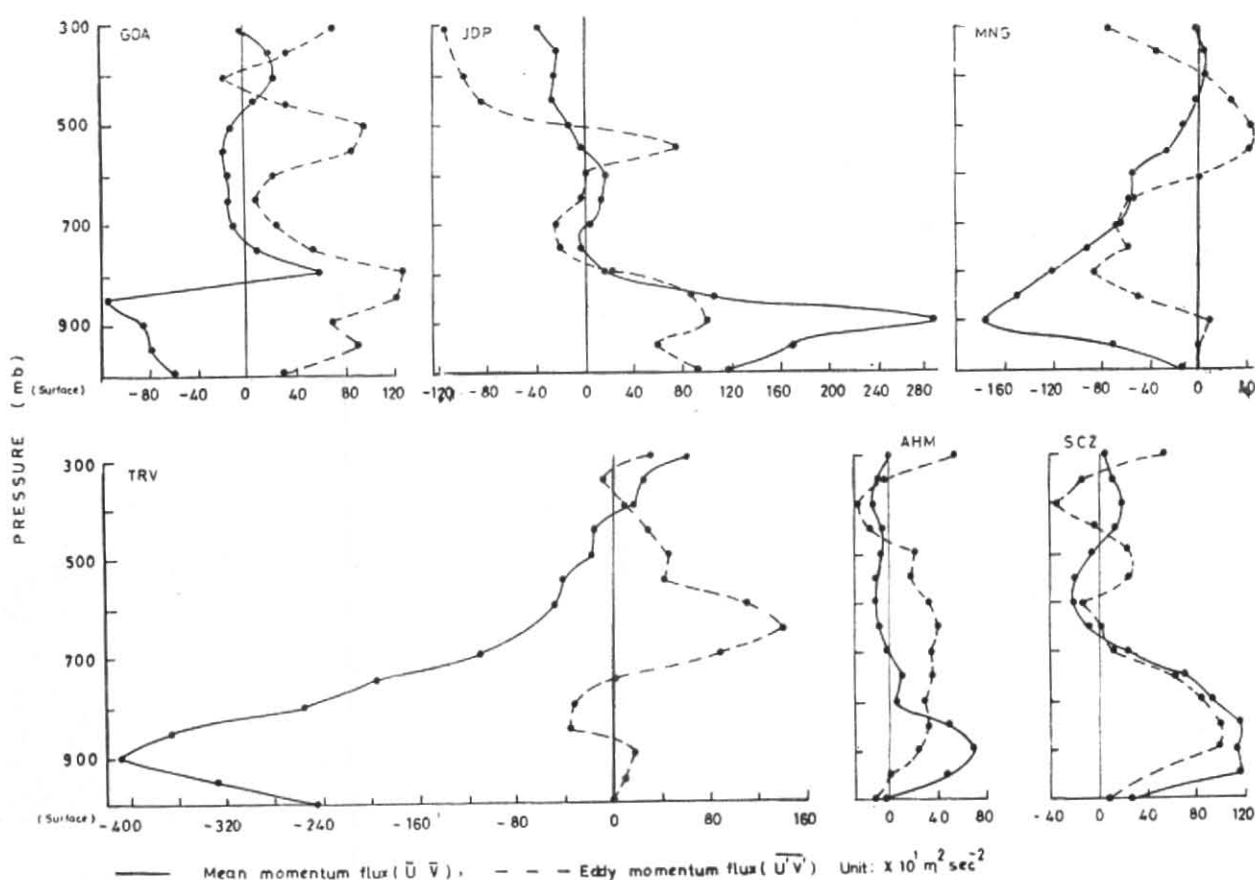 GOA JDP MNG
300
500
700
900
(Surface) -80 -40 0 40 80 120 -120 -80 -40 0 40 80 120 160 200 240 280 -160 -80 0
PRESSURE (mb)
TRV AHM SCZ
300
500
700
900
(Surface) -400 -320 -240 -160 -80 0 80 160 0 40 80 -40 0 40 80 120
Mean momentum flux (U̅ V̅), Eddy momentum flux (U̅'̅V̅'̅) Unit: X 10¹ m² sec⁻²